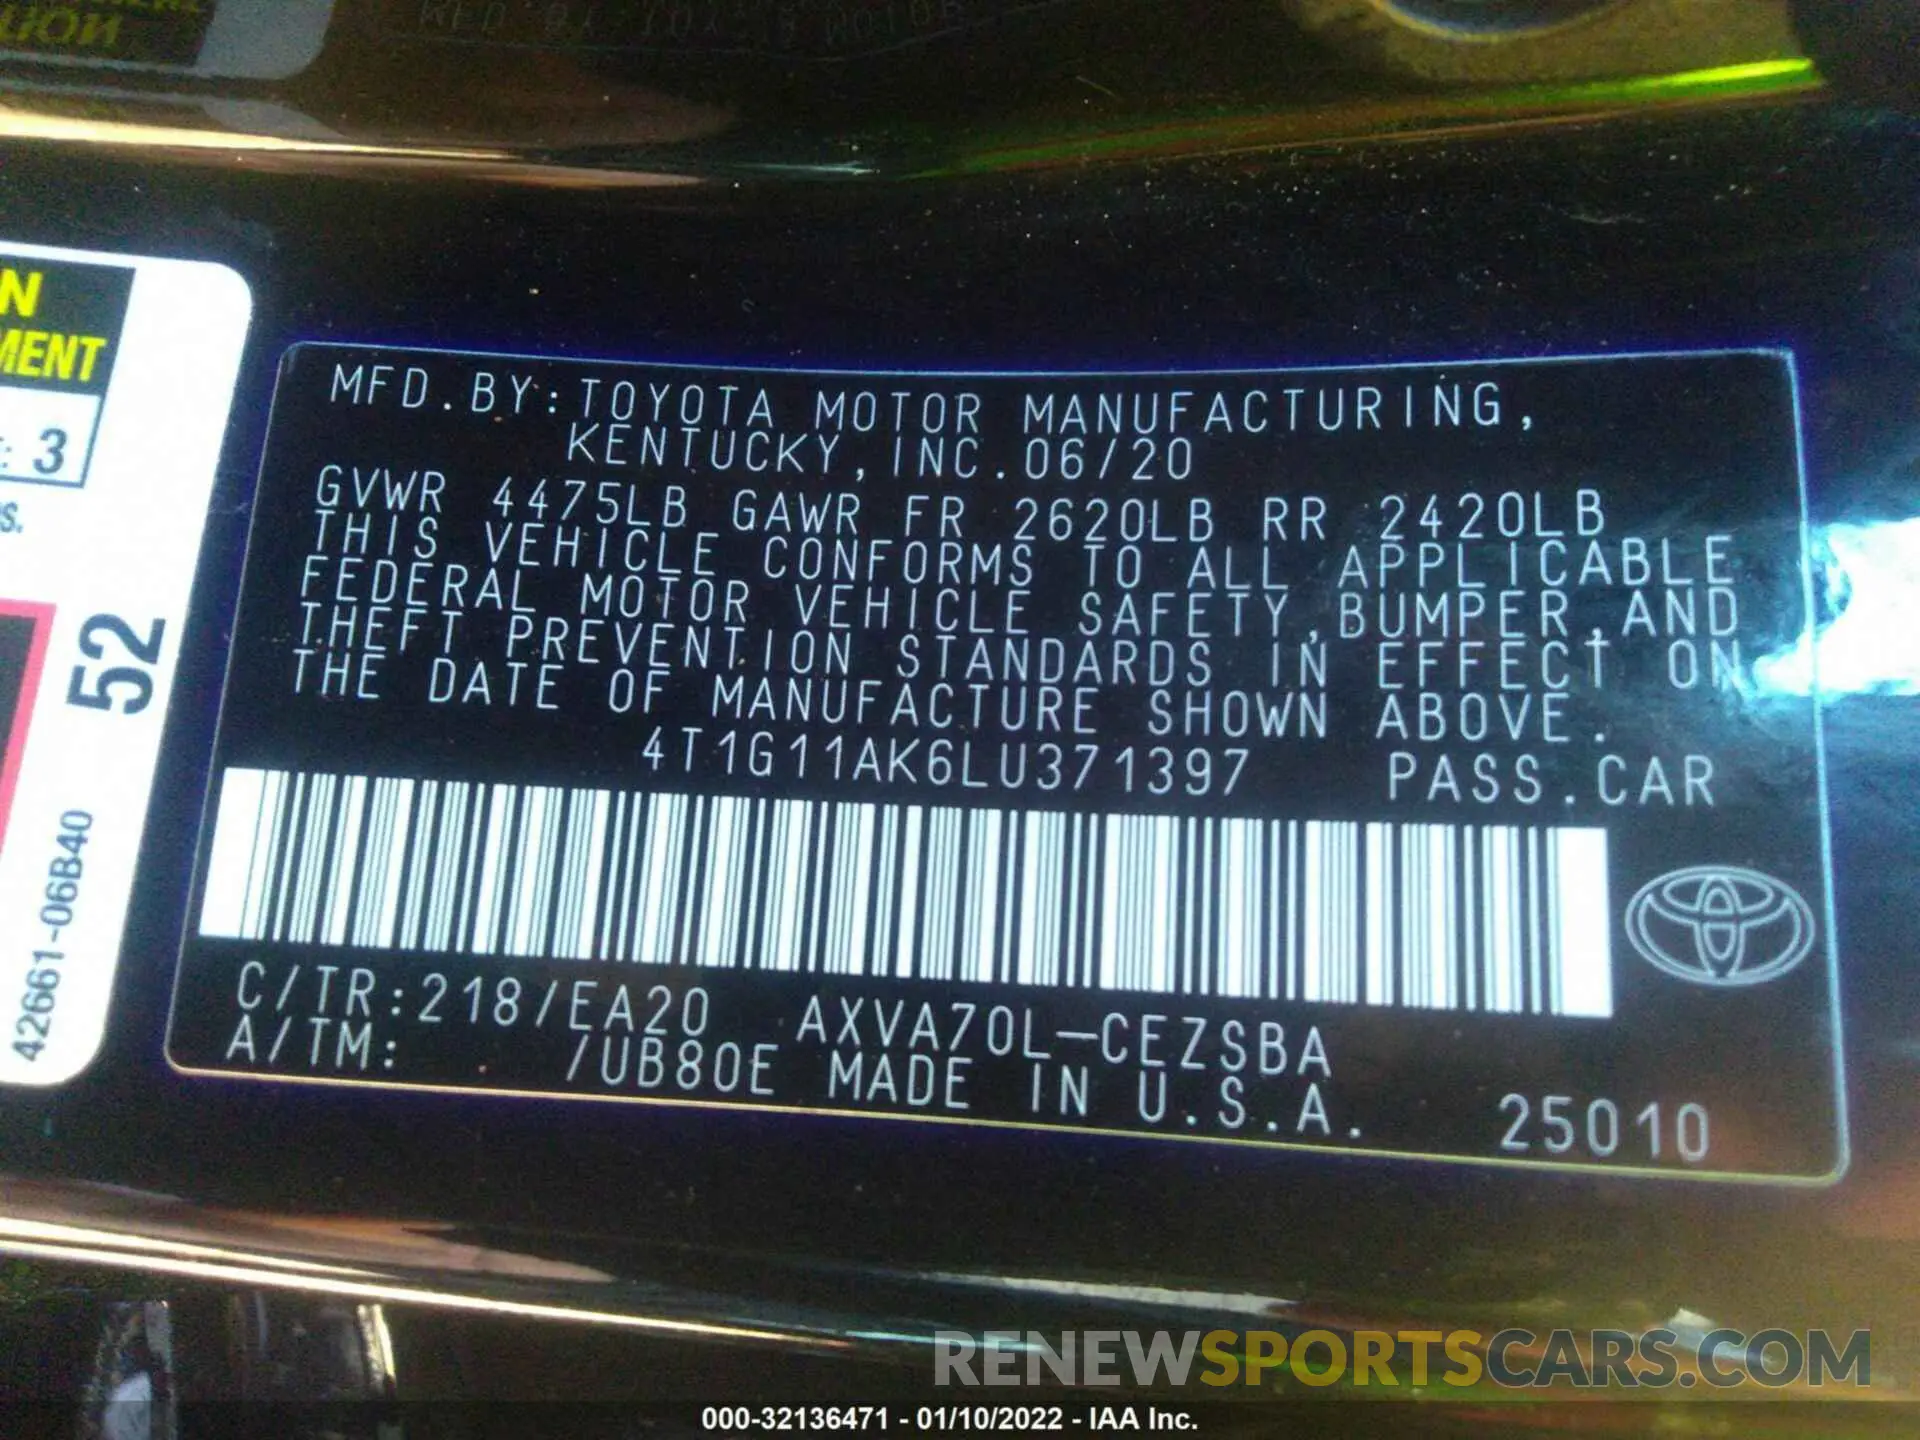 N
MENT
: 3
S.
52
42661-06B40
MFD.BY:TOYOTA MOTOR MANUFACTURING,
KENTUCKY,INC.06/20
GVWR 4475LB GAWR FR 2620LB RR 2420LB
THIS VEHICLE CONFORMS TO ALL APPLICABLE
FEDERAL MOTOR VEHICLE SAFETY,BUMPER,AND
THEFT PREVENTION STANDARDS IN EFFECT ON
THE DATE OF MANUFACTURE SHOWN ABOVE.
4T1G11AK6LU371397 PASS.CAR
C/TR:218/EA20 AXVA70L-CEZSBA
A/TM: /UB80E MADE IN U.S.A. 25010
RENEWSPORTSCARS.COM
000-32136471 - 01/10/2022 - IAA Inc.